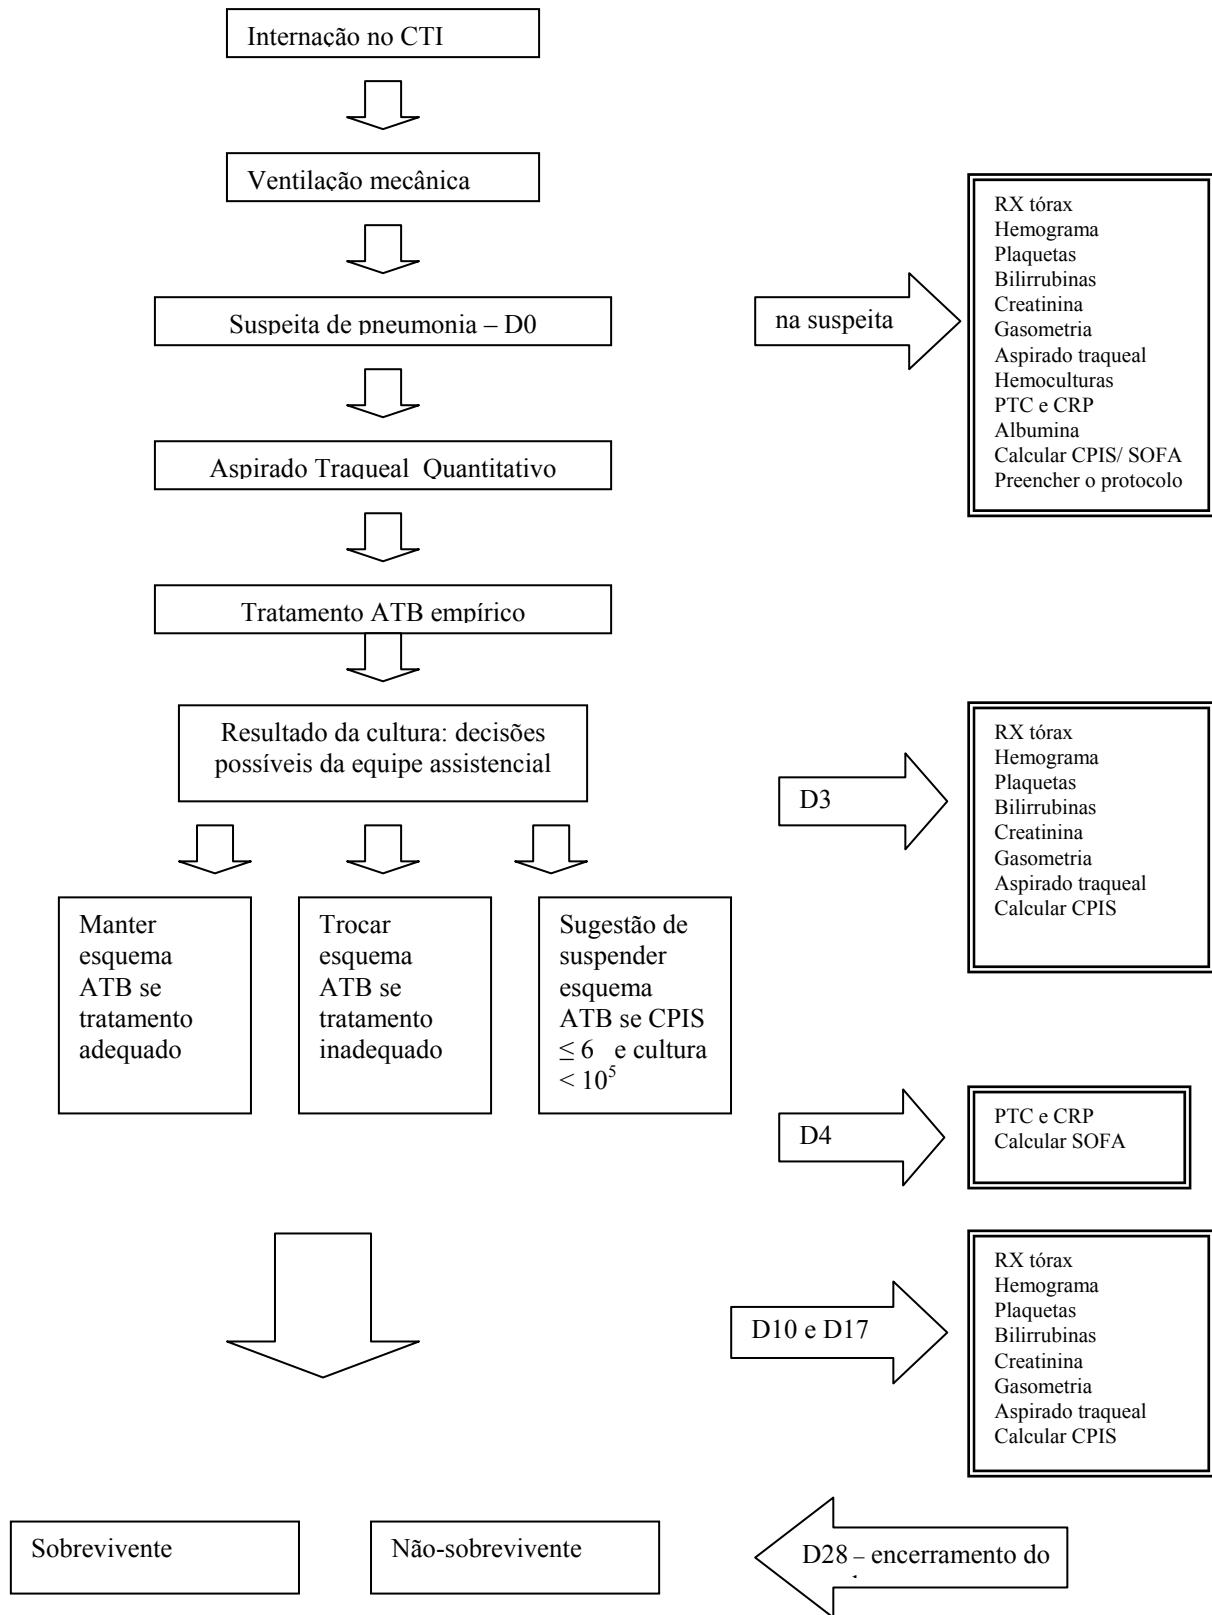 Internação no CTI
Ventilação mecânica
Suspeita de pneumonia – D0
Aspirado Traqueal Quantitativo
Tratamento ATB empírico
Resultado da cultura: decisões
possíveis da equipe assistencial
Manter
esquema
ATB se
tratamento
adequado
Trocar
esquema
ATB se
tratamento
inadequado
Sugestão de
suspender
esquema
ATB se CPIS
≤ 6 e cultura
< 10⁵
na suspeita
RX tórax
Hemograma
Plaquetas
Bilirrubinas
Creatinina
Gasometria
Aspirado traqueal
Hemoculturas
PTC e CRP
Albumina
Calcular CPIS/ SOFA
Preencher o protocolo
D3
RX tórax
Hemograma
Plaquetas
Bilirrubinas
Creatinina
Gasometria
Aspirado traqueal
Calcular CPIS
D4
PTC e CRP
Calcular SOFA
D10 e D17
RX tórax
Hemograma
Plaquetas
Bilirrubinas
Creatinina
Gasometria
Aspirado traqueal
Calcular CPIS
D28 – encerramento do
Sobrevivente
Não-sobrevivente